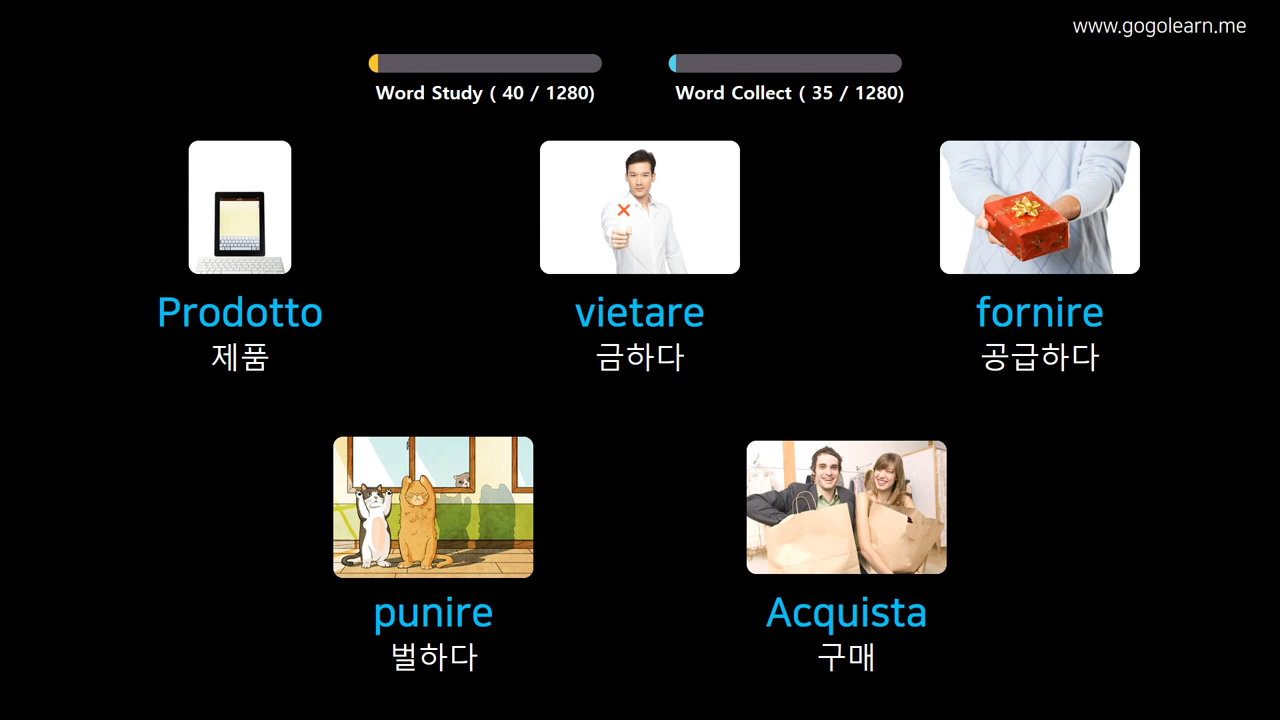 www.gogolearn.me
Word Study ( 40 / 1280)
Word Collect ( 35 / 1280)
Prodotto
제품
vietare
금하다
fornire
공급하다
punire
벌하다
Acquista
구매